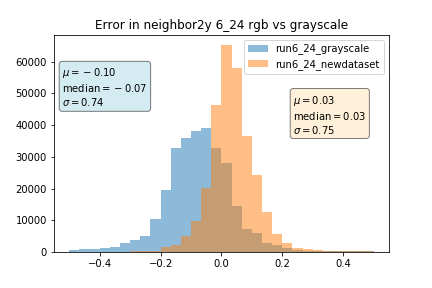 Error in neighbor2y 6_24 rgb vs grayscale
run6_24_grayscale
run6_24_newdataset
μ = −0.10
median = −0.07
σ = 0.74
μ = 0.03
median = 0.03
σ = 0.75
60000
50000
40000
30000
20000
10000
0
−0.4
−0.2
0.0
0.2
0.4